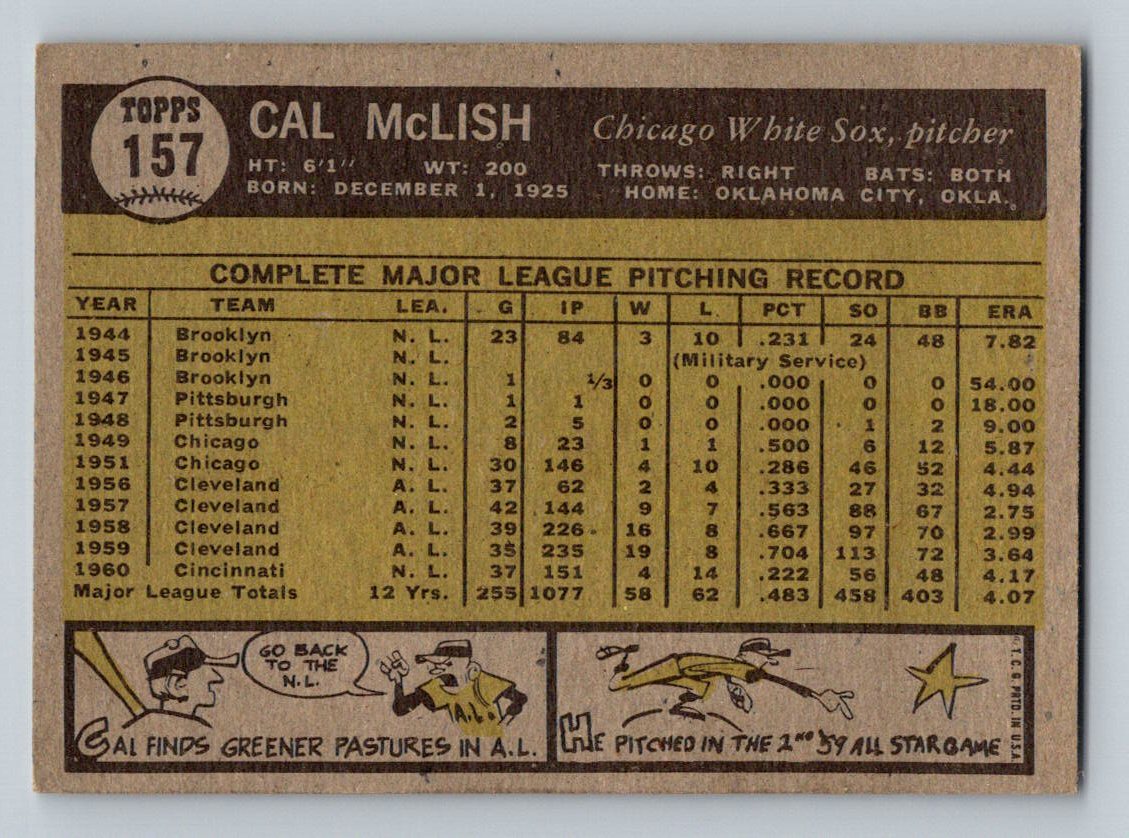 TOPPS
157
CAL McLISH
Chicago White Sox, pitcher
HT: 6'1" WT: 200 THROWS: RIGHT BATS: BOTH
BORN: DECEMBER 1, 1925 HOME: OKLAHOMA CITY, OKLA.
COMPLETE MAJOR LEAGUE PITCHING RECORD
YEAR TEAM LEA. G IP W L PCT SO BB ERA
1944 Brooklyn N. L. 23 84 3 10 .231 24 48 7.82
1945 Brooklyn N. L. (Military Service)
1946 Brooklyn N. L. 1 1/3 0 0 .000 0 0 54.00
1947 Pittsburgh N. L. 1 1 0 0 .000 0 0 18.00
1948 Pittsburgh N. L. 2 5 0 0 .000 1 2 9.00
1949 Chicago N. L. 8 23 1 1 .500 6 12 5.87
1951 Chicago N. L. 30 146 4 10 .286 46 52 4.44
1956 Cleveland A. L. 37 62 2 4 .333 27 32 4.94
1957 Cleveland A. L. 42 144 9 7 .563 88 67 2.75
1958 Cleveland A. L. 39 226 16 8 .667 97 70 2.99
1959 Cleveland A. L. 35 235 19 8 .704 113 72 3.64
1960 Cincinnati N. L. 37 151 4 14 .222 56 48 4.17
Major League Totals 12 Yrs. 255 1077 58 62 .483 458 403 4.07
GO BACK
TO THE
N.L.
A.L.
CAL FINDS GREENER PASTURES IN A.L.
HE PITCHED IN THE 2ND '59 ALL STAR GAME
© T. C. G. PRTD. IN U.S.A